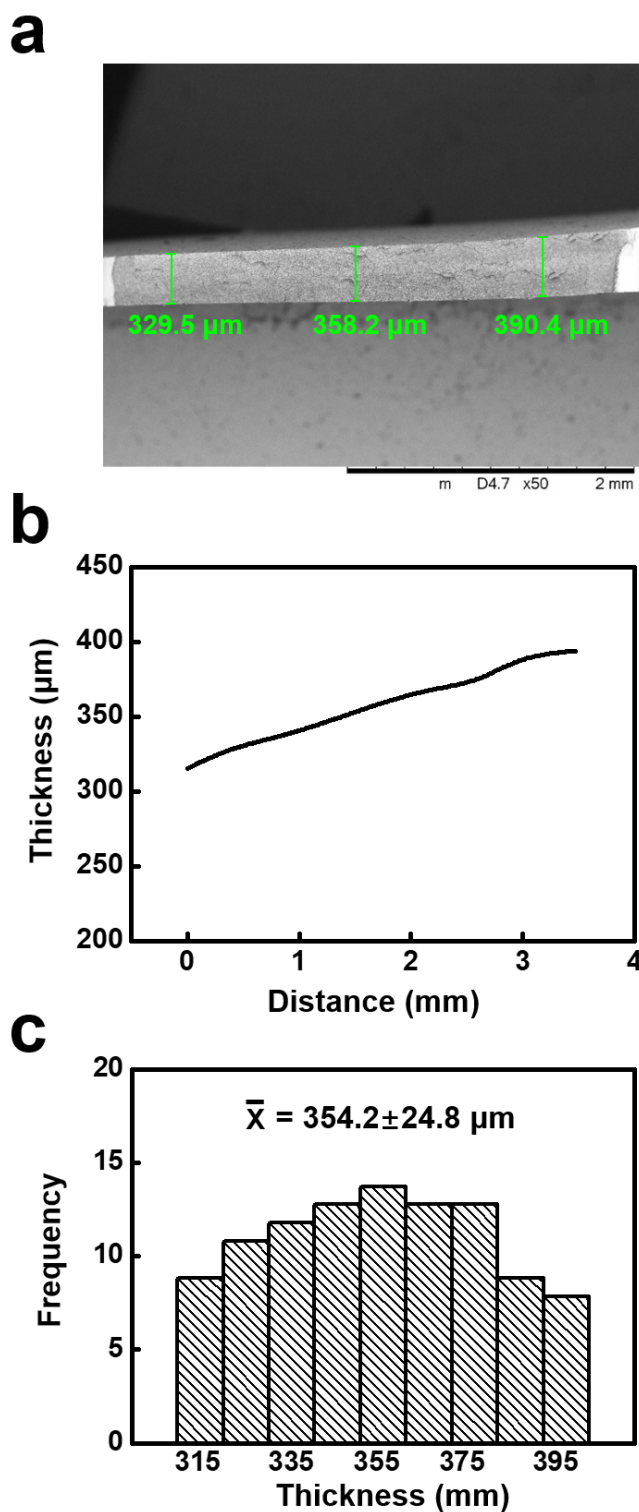 a
329.5 µm 358.2 µm 390.4 µm
m D4.7 x50 2 mm
b
450
400
350
300
250
200
Thickness (µm)
0 1 2 3 4
Distance (mm)
c
20
15
10
5
0
Frequency
X̄ = 354.2±24.8 µm
315 335 355 375 395
Thickness (mm)